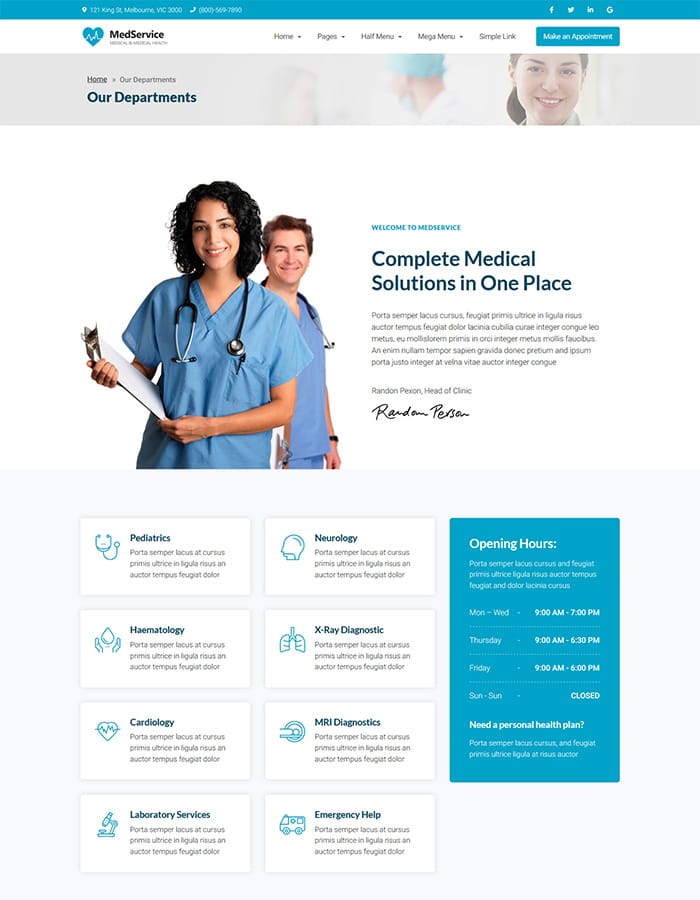 121 King St, Melbourne, VIC 3000 (800)-569-7890
MedService
MEDICAL & MEDICAL HEALTH
Home Pages Half Menu Mega Menu Simple Link Make an Appointment
Home » Our Departments
Our Departments
WELCOME TO MEDSERVICE
Complete Medical
Solutions in One Place
Porta semper lacus cursus, feugiat primis ultrice in ligula risus
auctor tempus feugiat dolor lacinia cubilia curae integer congue leo
metus, eu mollislorem primis in orci integer metus mollis faucibus.
An enim nullam tempor sapien gravida donec pretium and ipsum
porta justo integer at velna vitae auctor integer congue
Randon Pexon, Head of Clinic
Random Person
Pediatrics
Porta semper lacus at cursus
primis ultrice in ligula risus an
auctor tempus feugiat dolor
Neurology
Porta semper lacus at cursus
primis ultrice in ligula risus an
auctor tempus feugiat dolor
Haematology
Porta semper lacus at cursus
primis ultrice in ligula risus an
auctor tempus feugiat dolor
X-Ray Diagnostic
Porta semper lacus at cursus
primis ultrice in ligula risus an
auctor tempus feugiat dolor
Cardiology
Porta semper lacus at cursus
primis ultrice in ligula risus an
auctor tempus feugiat dolor
MRI Diagnostics
Porta semper lacus at cursus
primis ultrice in ligula risus an
auctor tempus feugiat dolor
Laboratory Services
Porta semper lacus at cursus
primis ultrice in ligula risus an
auctor tempus feugiat dolor
Emergency Help
Porta semper lacus at cursus
primis ultrice in ligula risus an
auctor tempus feugiat dolor
Opening Hours:
Porta semper lacus cursus and feugiat
primis ultrice ligula risus auctor tempus
feugiat and dolor lacinia cursus
Mon – Wed - 9:00 AM - 7:00 PM
Thursday - 9:00 AM - 6:30 PM
Friday - 9:00 AM - 6:00 PM
Sun - Sun - CLOSED
Need a personal health plan?
Porta semper lacus cursus, and feugiat
primis ultrice ligula at risus auctor